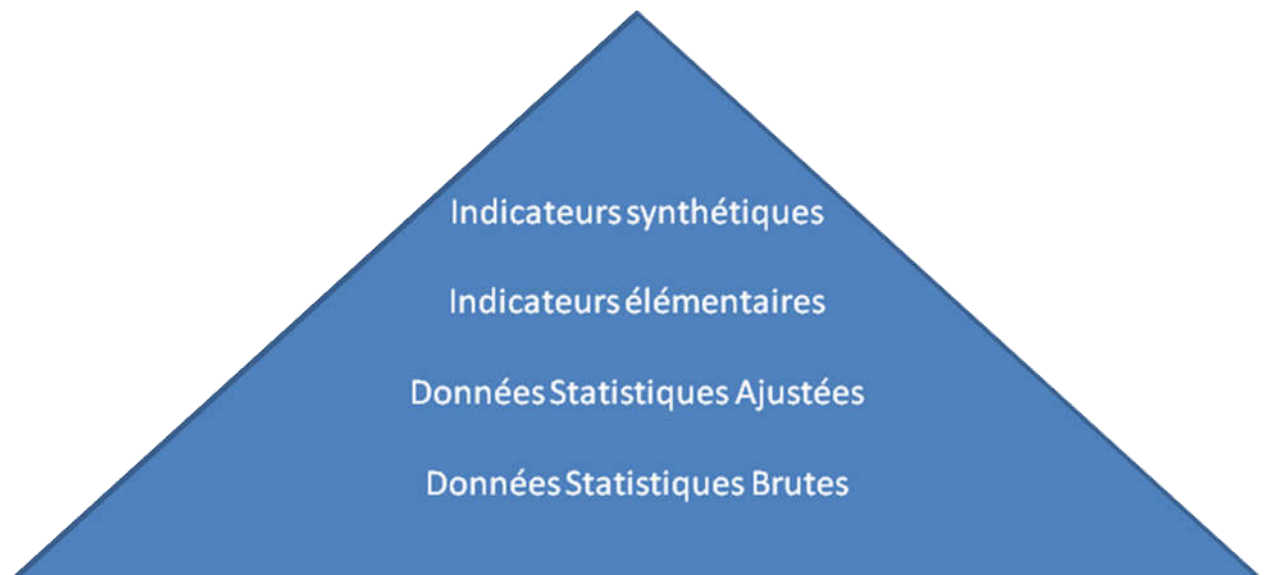 Indicateurs synthétiques
Indicateurs élémentaires
Données Statistiques Ajustées
Données Statistiques Brutes